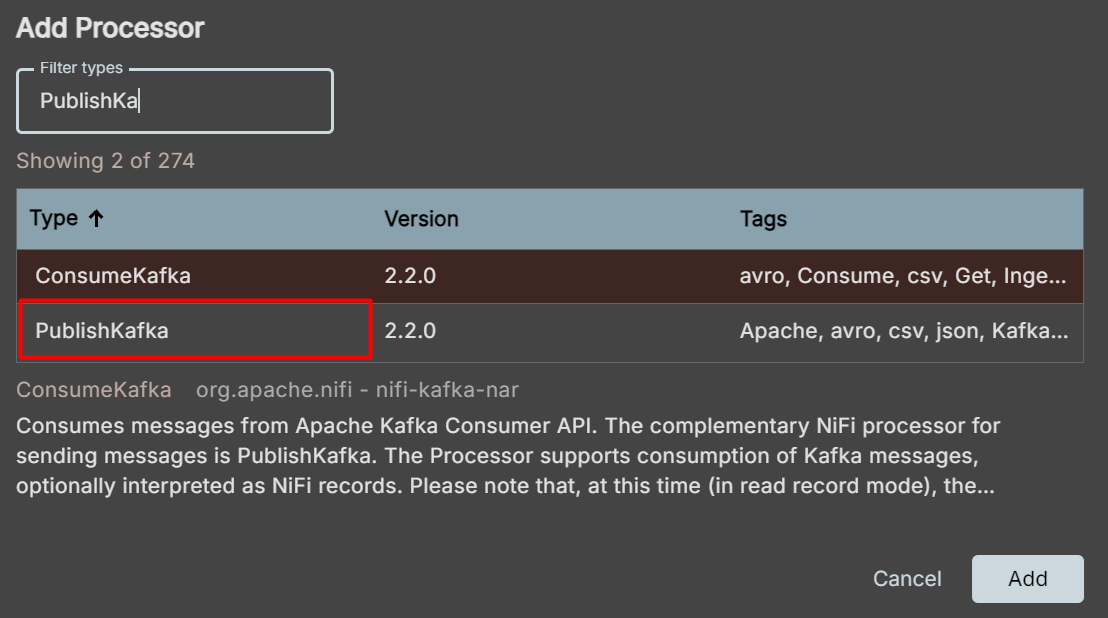 Add Processor
Filter types
PublishKa
Showing 2 of 274
Type ↑ Version Tags
ConsumeKafka 2.2.0 avro, Consume, csv, Get, Inge...
PublishKafka 2.2.0 Apache, avro, csv, json, Kafka...
ConsumeKafka org.apache.nifi - nifi-kafka-nar
Consumes messages from Apache Kafka Consumer API. The complementary NiFi processor for
sending messages is PublishKafka. The Processor supports consumption of Kafka messages,
optionally interpreted as NiFi records. Please note that, at this time (in read record mode), the...
Cancel Add